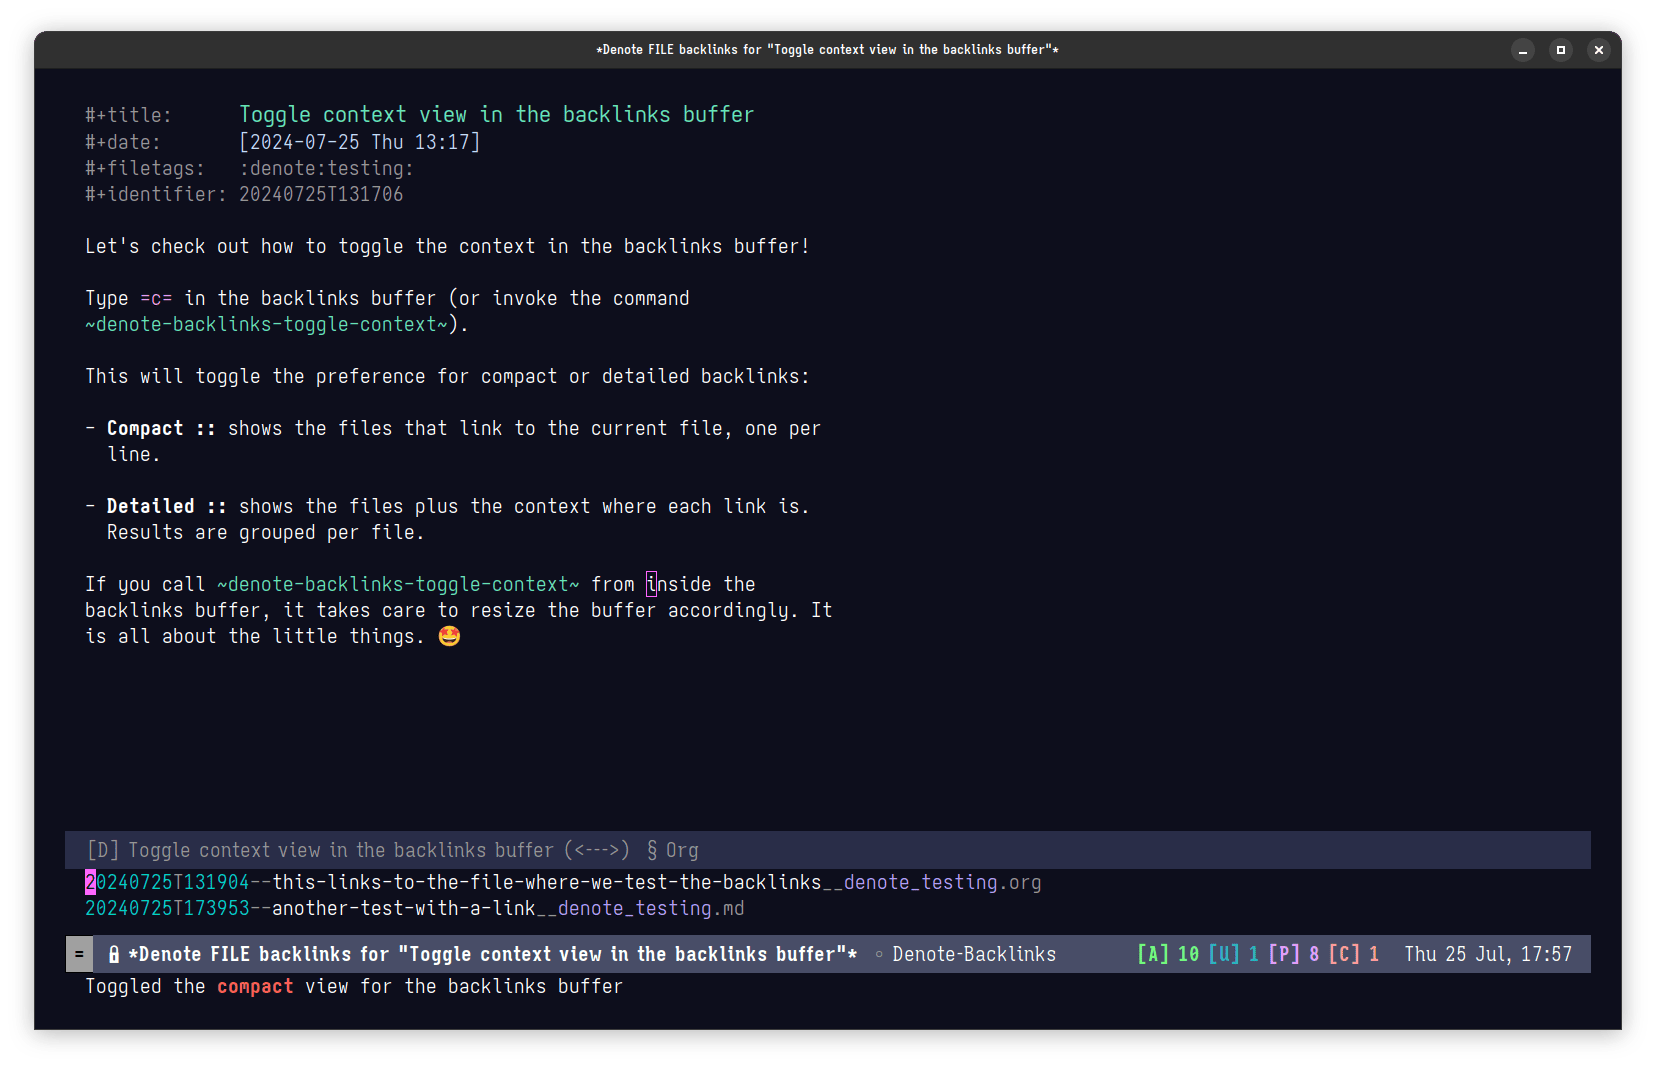 *Denote FILE backlinks for "Toggle context view in the backlinks buffer"*
#+title:      Toggle context view in the backlinks buffer
#+date:       [2024-07-25 Thu 13:17]
#+filetags:   :denote:testing:
#+identifier: 20240725T131706
Let's check out how to toggle the context in the backlinks buffer!
Type =c= in the backlinks buffer (or invoke the command
~denote-backlinks-toggle-context~).
This will toggle the preference for compact or detailed backlinks:
- Compact :: shows the files that link to the current file, one per
line.
- Detailed :: shows the files plus the context where each link is.
Results are grouped per file.
If you call ~denote-backlinks-toggle-context~ from inside the
backlinks buffer, it takes care to resize the buffer accordingly. It
is all about the little things. 🤩
[D] Toggle context view in the backlinks buffer (<--->) § Org
20240725T131904--this-links-to-the-file-where-we-test-the-backlinks__denote_testing.org
20240725T173953--another-test-with-a-link__denote_testing.md
= *Denote FILE backlinks for "Toggle context view in the backlinks buffer"* ◦ Denote-Backlinks [A] 10 [U] 1 [P] 8 [C] 1 Thu 25 Jul, 17:57
Toggled the compact view for the backlinks buffer